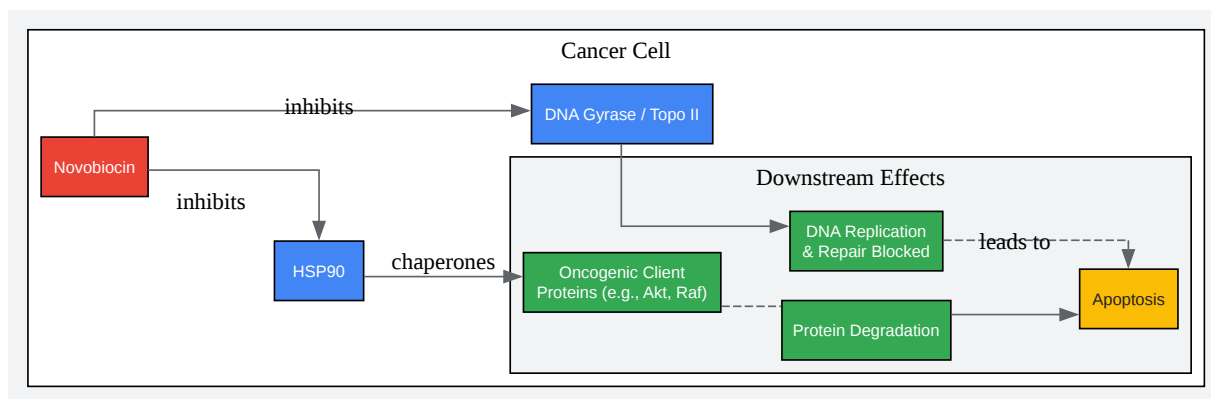 Cancer Cell
inhibits
DNA Gyrase / Topo II
Novobiocin
Downstream Effects
inhibits
DNA Replication
& Repair Blocked
leads to
HSP90
chaperones
Oncogenic Client
Proteins (e.g., Akt, Raf)
Apoptosis
Protein Degradation